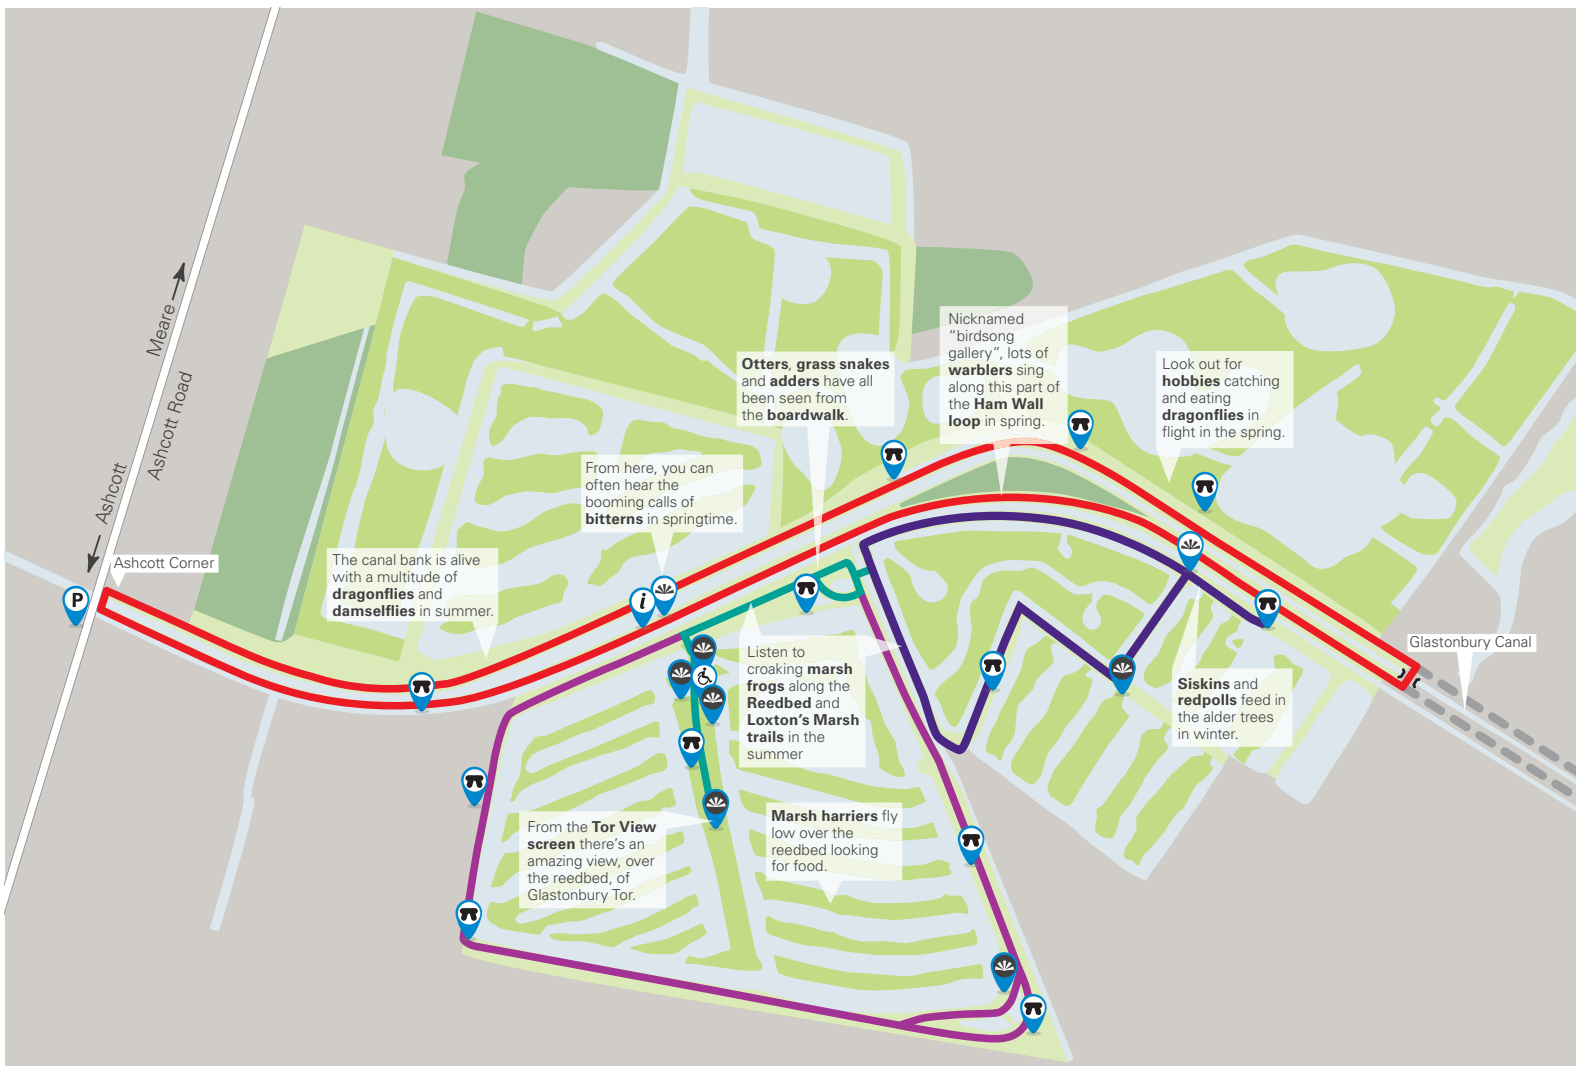 Meare
Ashcott Road
Ashcott
Ashcott Corner
P
The canal bank is alive
with a multitude of
dragonflies and
damselflies in summer.
From here, you can
often hear the
booming calls of
bitterns in springtime.
i
Otters, grass snakes
and adders have all
been seen from
the boardwalk.
Nicknamed
“birdsong
gallery”, lots of
warblers sing
along this part of
the Ham Wall
loop in spring.
Look out for
hobbies catching
and eating
dragonflies in
flight in the spring.
Glastonbury Canal
Listen to
croaking marsh
frogs along the
Reedbed and
Loxton’s Marsh
trails in the
summer
Siskins and
redpolls feed in
the alder trees
in winter.
From the Tor View
screen there’s an
amazing view, over
the reedbed, of
Glastonbury Tor.
Marsh harriers fly
low over the
reedbed looking
for food.